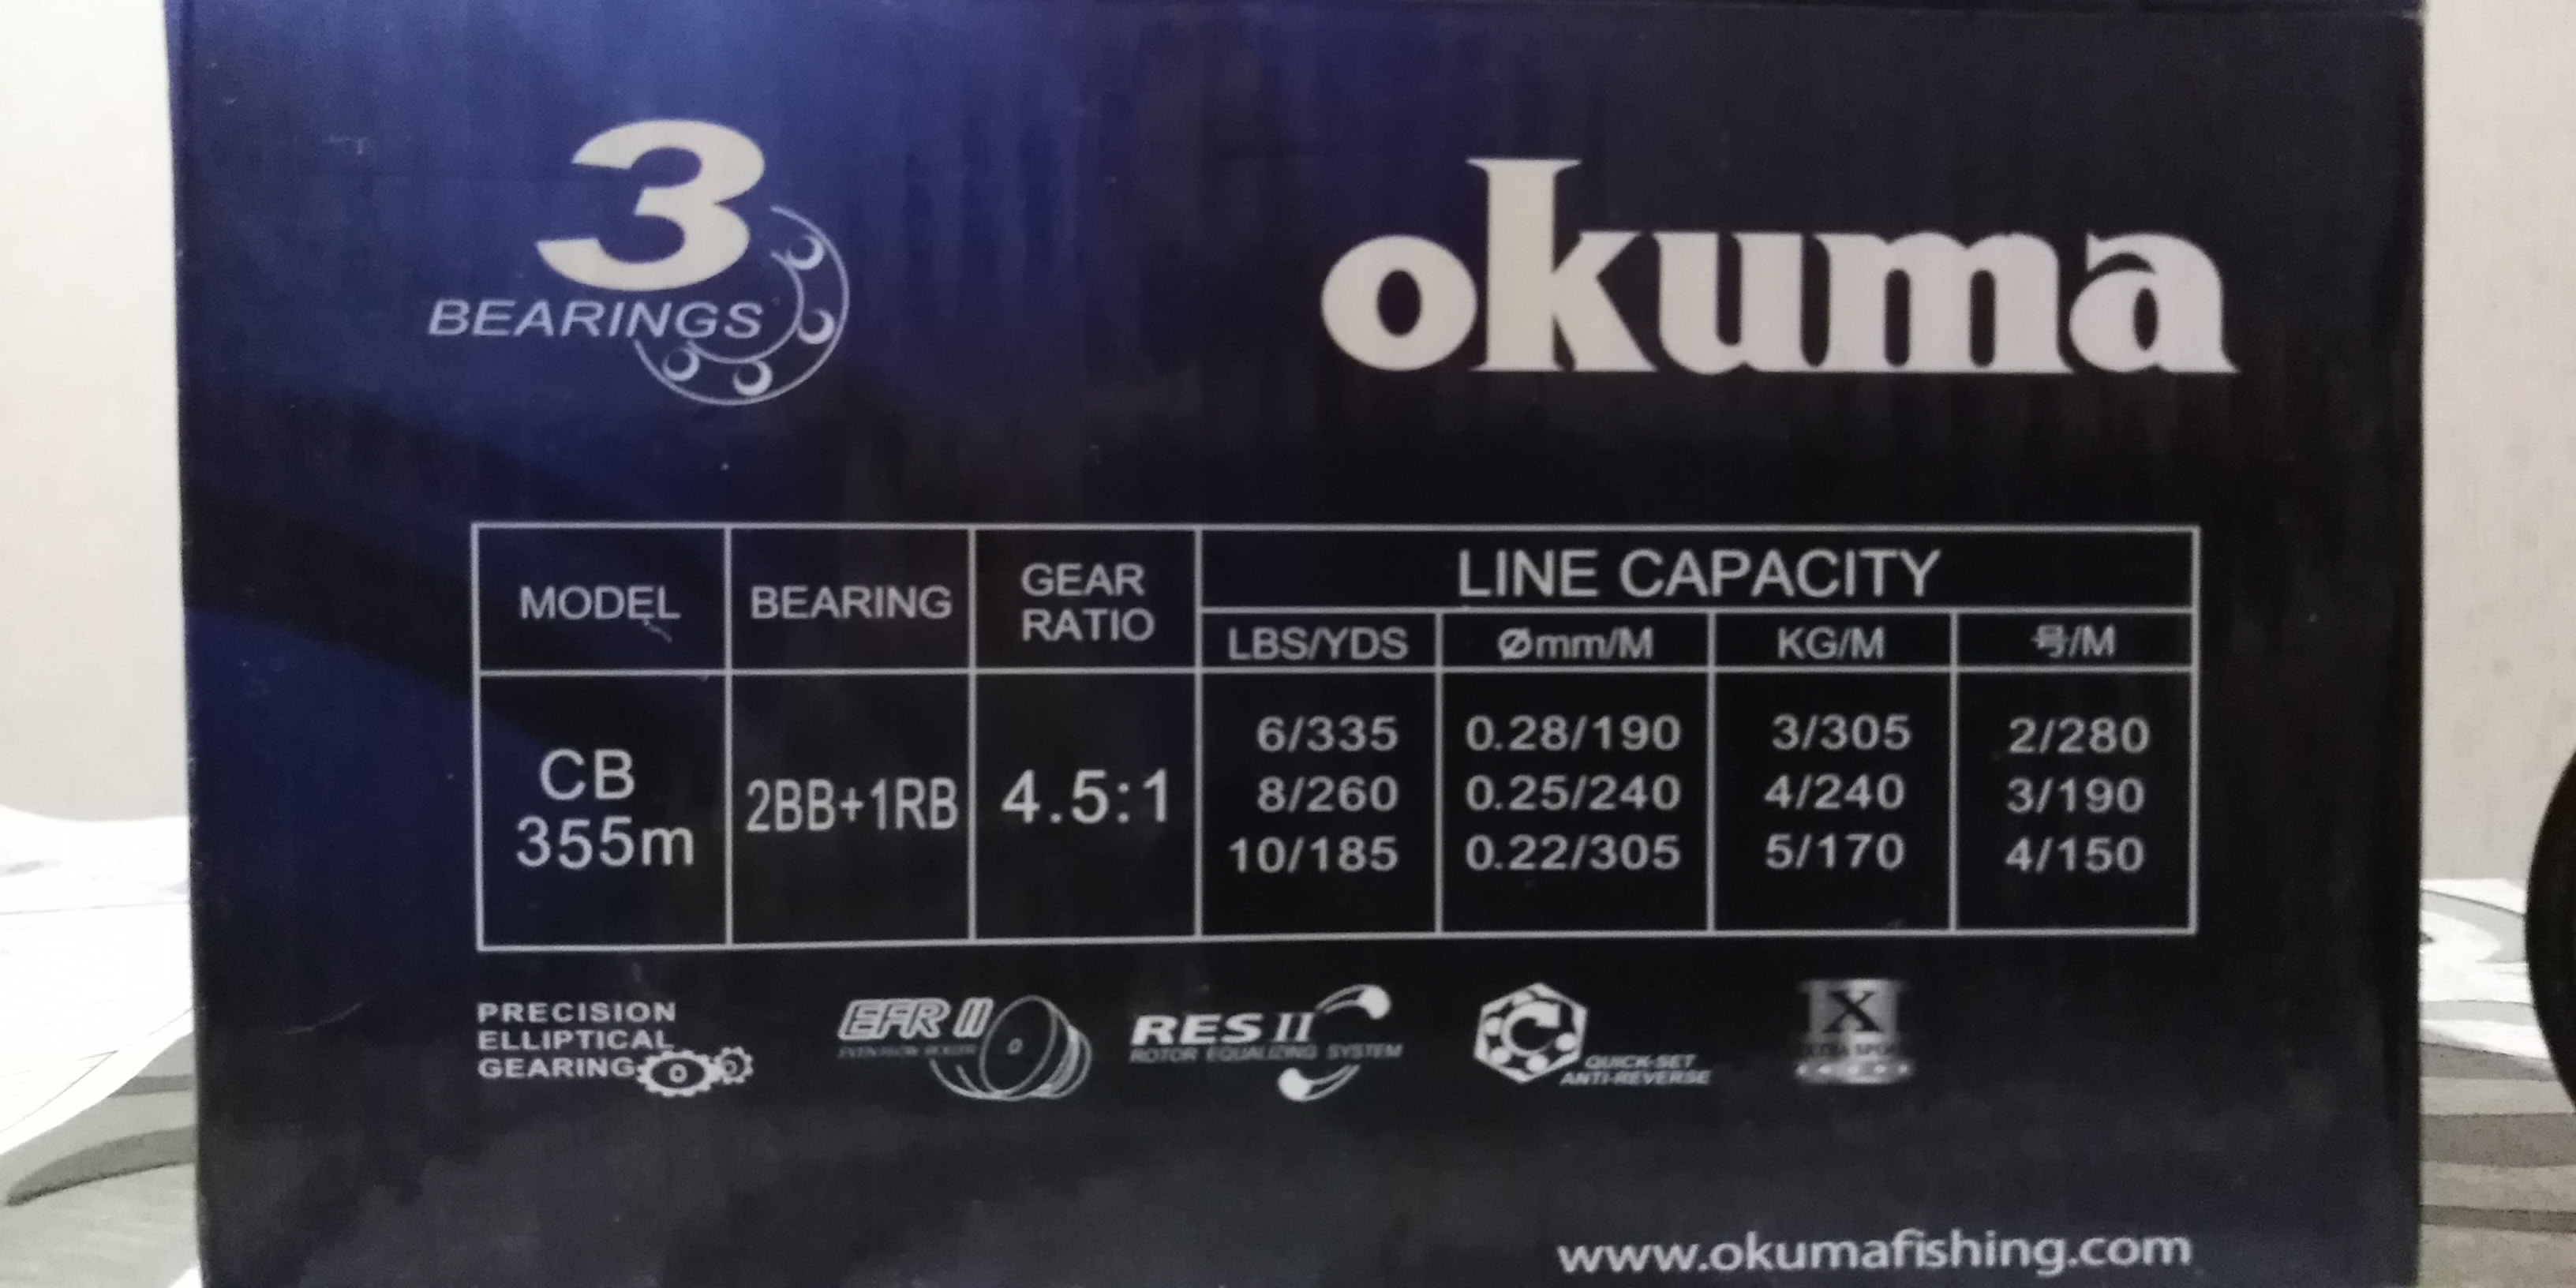 3
BEARINGS
okuma
MODEL
BEARING
GEAR
RATIO
LINE CAPACITY
LBS/YDS
Ømm/M
KG/M
号/M
CB
355m
2BB+1RB
4.5:1
6/335
8/260
10/185
0.28/190
0.25/240
0.22/305
3/305
4/240
5/170
2/280
3/190
4/150
PRECISION
ELLIPTICAL
GEARING
EFR II
RES II
ROTOR EQUALIZING SYSTEM
C
QUICK-SET
ANTI-REVERSE
X
www.okumafishing.com